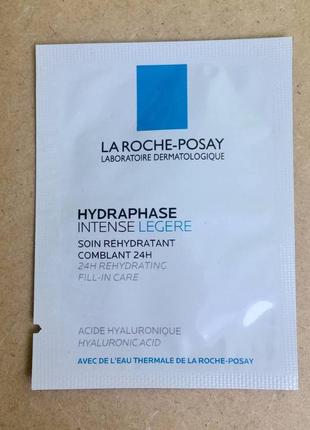 LA ROCHE-POSAY
LABORATOIRE DERMATOLOGIQUE
HYDRAPHASE
INTENSE LEGERE
SOIN RÉHYDRATANT
COMBLANT 24H
24H REHYDRATING
FILL-IN CARE
ACIDE HYALURONIQUE
HYALURONIC ACID
AVEC DE L'EAU THERMALE DE LA ROCHE-POSAY